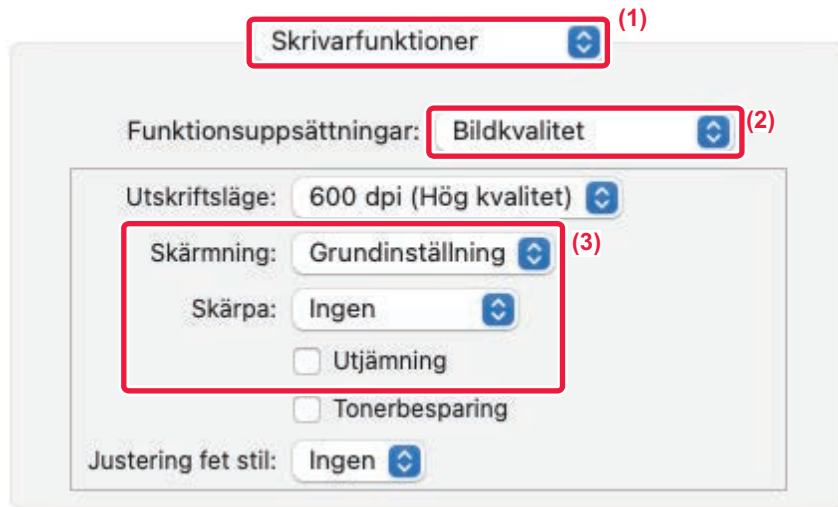 Skrivarfunktioner (1)
Funktionsuppsättningar: Bildkvalitet (2)
Utskriftsläge: 600 dpi (Hög kvalitet)
Skärmning: Grundinställning (3)
Skärpa: Ingen
Utjämning
Tonerbesparing
Justering fet stil: Ingen